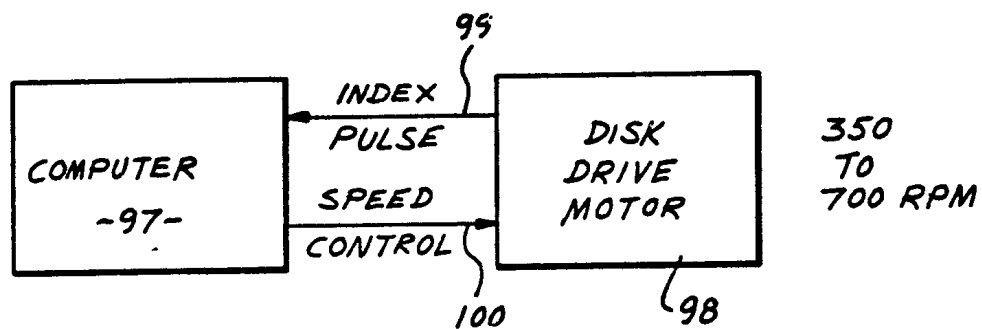 99
INDEX
PULSE
COMPUTER
-97-
SPEED
CONTROL
100
DISK
DRIVE
MOTOR
98
350
TO
700 RPM